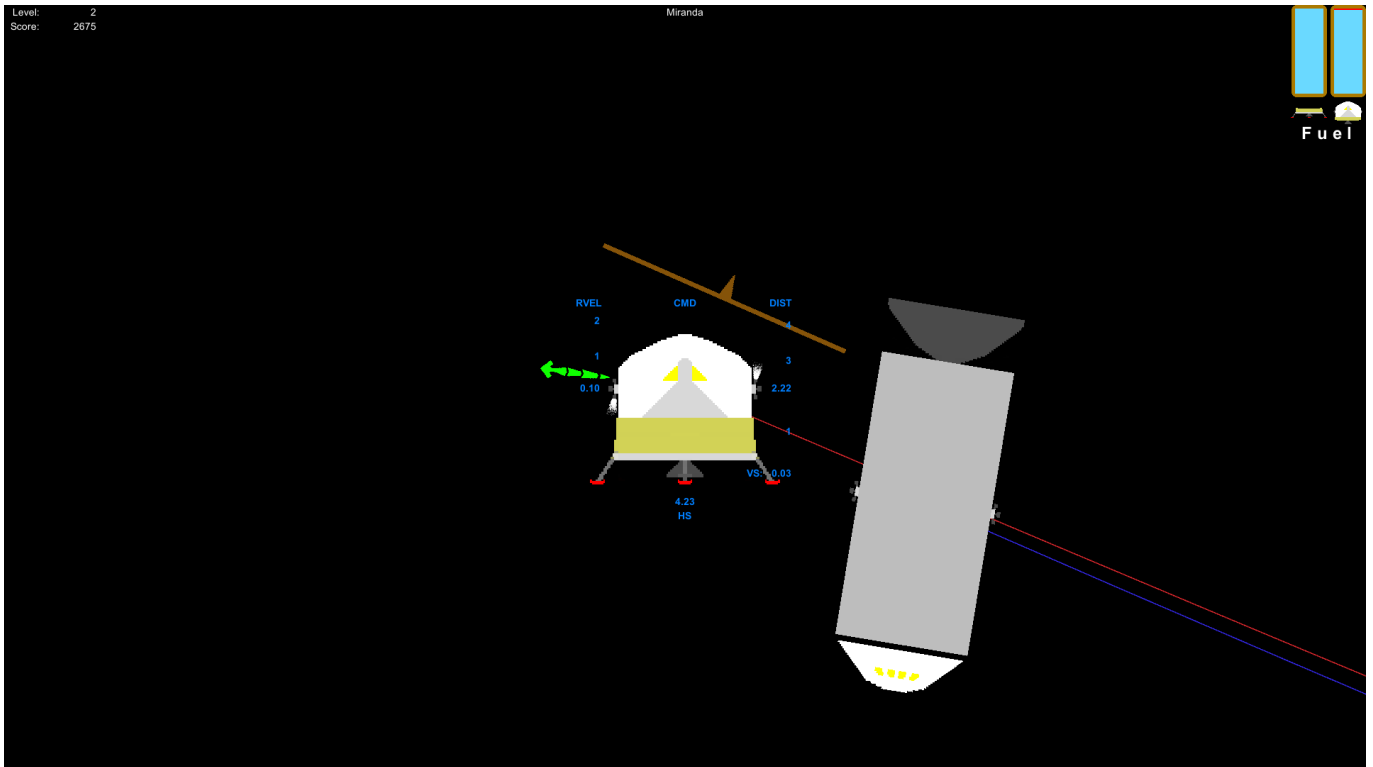 Level: 2
Miranda
Score: 2675
Fuel
RVEL CMD DIST
2 4
1 3
0.10 2.22
1
VS: 0.03
4.23
HS